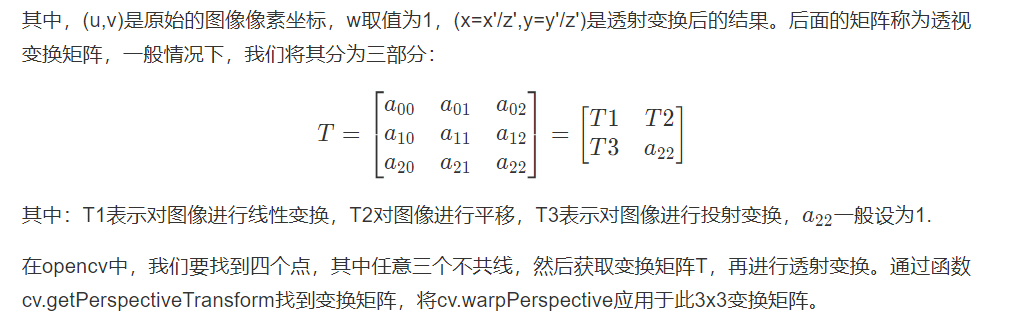 其中，(u,v)是原始的图像像素坐标，w取值为1，(x=x'/z',y=y'/z')是透射变换后的结果。后面的矩阵称为透视
变换矩阵，一般情况下，我们将其分为三部分：
T = [a00 a01 a02
a10 a11 a12
a20 a21 a22] = [T1 T2
T3 a22]
其中：T1表示对图像进行线性变换，T2对图像进行平移，T3表示对图像进行投射变换，a22一般设为1.
在opencv中，我们要找到四个点，其中任意三个不共线，然后获取变换矩阵T，再进行透射变换。通过函数
cv.getPerspectiveTransform找到变换矩阵，将cv.warpPerspective应用于此3x3变换矩阵。